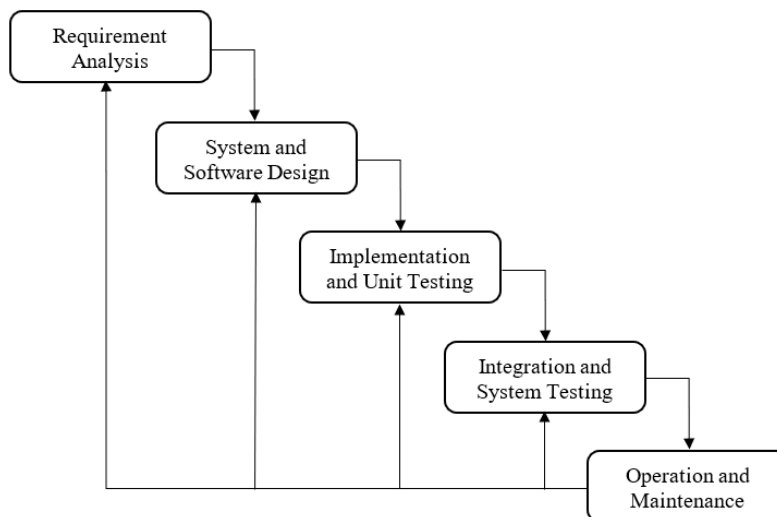 Requirement
Analysis
System and
Software Design
Implementation
and Unit Testing
Integration and
System Testing
Operation and
Maintenance